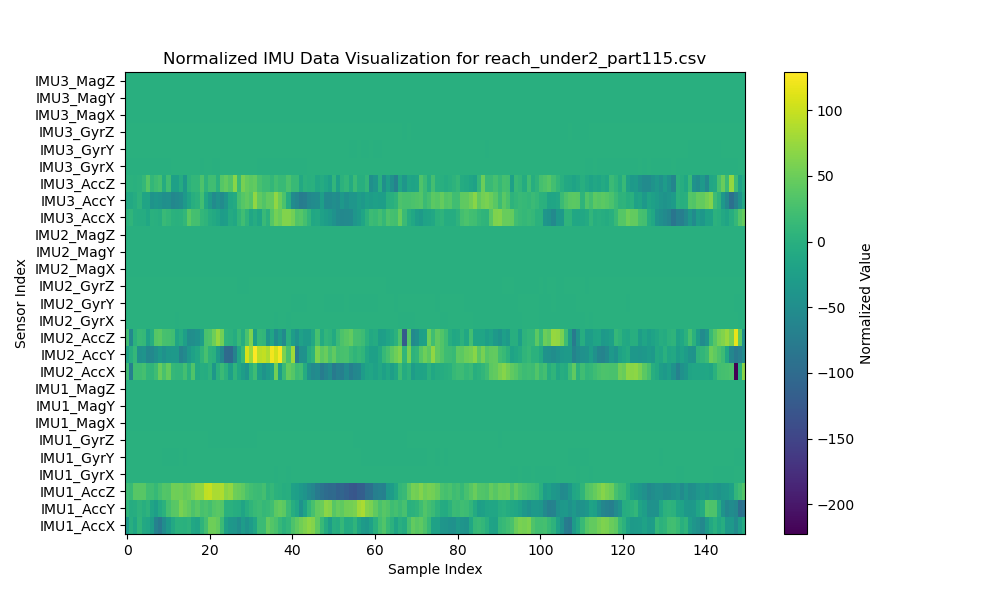 Normalized IMU Data Visualization for reach_under2_part115.csv
IMU3_MagZ
IMU3_MagY
IMU3_MagX
IMU3_GyrZ
IMU3_GyrY
IMU3_GyrX
IMU3_AccZ
IMU3_AccY
IMU3_AccX
IMU2_MagZ
IMU2_MagY
IMU2_MagX
IMU2_GyrZ
IMU2_GyrY
IMU2_GyrX
IMU2_AccZ
IMU2_AccY
IMU2_AccX
IMU1_MagZ
IMU1_MagY
IMU1_MagX
IMU1_GyrZ
IMU1_GyrY
IMU1_GyrX
IMU1_AccZ
IMU1_AccY
IMU1_AccX
Sensor Index
0 20 40 60 80 100 120 140
Sample Index
100
50
0
−50
−100
−150
−200
Normalized Value